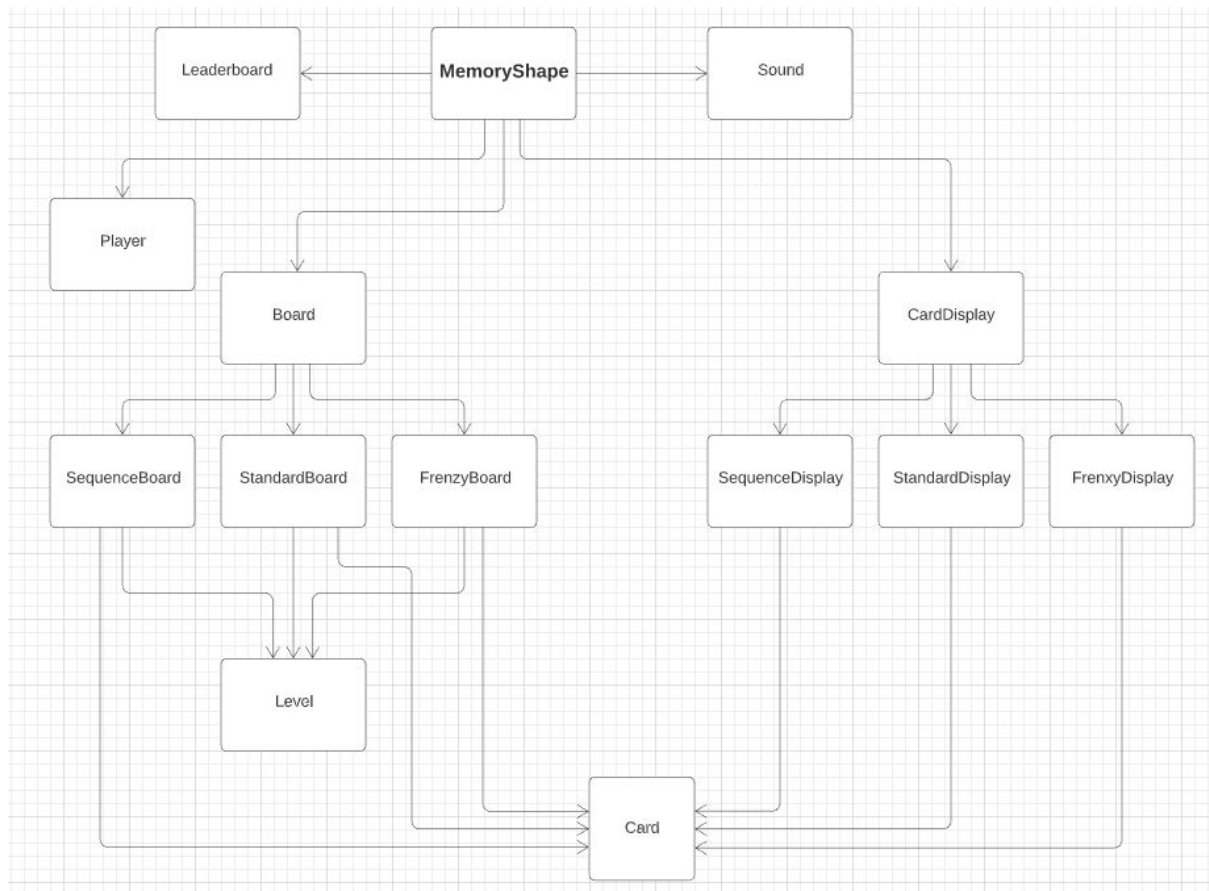 Leaderboard
MemoryShape
Sound
Player
Board
CardDisplay
SequenceBoard
StandardBoard
FrenzyBoard
SequenceDisplay
StandardDisplay
FrenxyDisplay
Level
Card